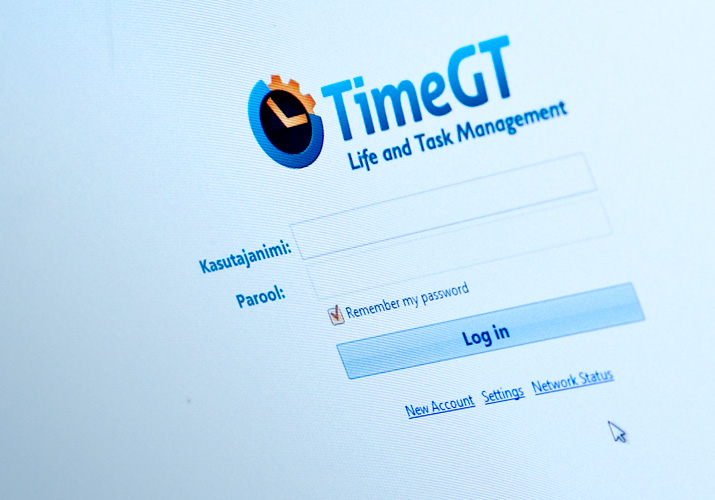 TimeGT
Life and Task Management
Kasutajanimi:
Parool:
Remember my password
Log in
New Account Settings Network Status